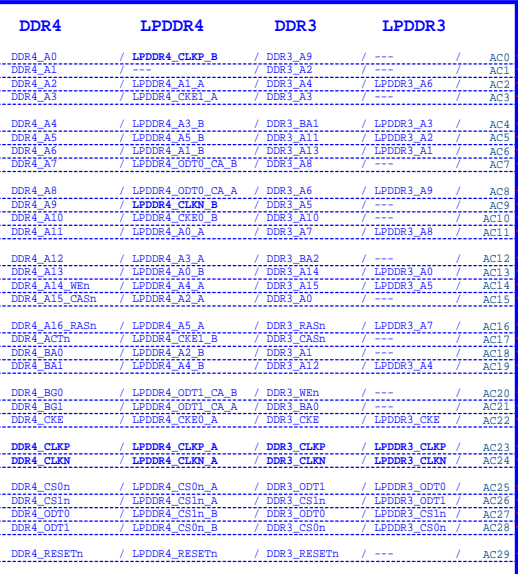 DDR4 LPDDR4 DDR3 LPDDR3
DDR4_A0 / LPDDR4_CLKP_B / DDR3_A9 / --- / AC0
DDR4_A1 / --- / DDR3_A2 / --- / AC1
DDR4_A2 / LPDDR4_A1_A / DDR3_A4 / LPDDR3_A6 / AC2
DDR4_A3 / LPDDR4_CKE1_A / DDR3_A3 / --- / AC3
DDR4_A4 / LPDDR4_A3_B / DDR3_BA1 / LPDDR3_A3 / AC4
DDR4_A5 / LPDDR4_A5_B / DDR3_A11 / LPDDR3_A2 / AC5
DDR4_A6 / LPDDR4_A1_B / DDR3_A13 / LPDDR3_A1 / AC6
DDR4_A7 / LPDDR4_ODT0_CA_B / DDR3_A8 / --- / AC7
DDR4_A8 / LPDDR4_ODT0_CA_A / DDR3_A6 / LPDDR3_A9 / AC8
DDR4_A9 / LPDDR4_CLKN_B / DDR3_A5 / --- / AC9
DDR4_A10 / LPDDR4_CKE0_B / DDR3_A10 / --- / AC10
DDR4_A11 / LPDDR4_A0_A / DDR3_A7 / LPDDR3_A8 / AC11
DDR4_A12 / LPDDR4_A3_A / DDR3_BA2 / --- / AC12
DDR4_A13 / LPDDR4_A0_B / DDR3_A14 / LPDDR3_A0 / AC13
DDR4_A14_WEn / LPDDR4_A4_A / DDR3_A15 / LPDDR3_A5 / AC14
DDR4_A15_CASn / LPDDR4_A2_A / DDR3_A0 / --- / AC15
DDR4_A16_RASn / LPDDR4_A5_A / DDR3_RASn / LPDDR3_A7 / AC16
DDR4_ACTn / LPDDR4_CKE1_B / DDR3_CASn / --- / AC17
DDR4_BA0 / LPDDR4_A2_B / DDR3_A1 / --- / AC18
DDR4_BA1 / LPDDR4_A4_B / DDR3_A12 / LPDDR3_A4 / AC19
DDR4_BG0 / LPDDR4_ODT1_CA_B / DDR3_WEn / --- / AC20
DDR4_BG1 / LPDDR4_ODT1_CA_A / DDR3_BA0 / --- / AC21
DDR4_CKE / LPDDR4_CKE0_A / DDR3_CKE / LPDDR3_CKE / AC22
DDR4_CLKP / LPDDR4_CLKP_A / DDR3_CLKP / LPDDR3_CLKP / AC23
DDR4_CLKN / LPDDR4_CLKN_A / DDR3_CLKN / LPDDR3_CLKN / AC24
DDR4_CS0n / LPDDR4_CS0n_A / DDR3_ODT1 / LPDDR3_ODT0 / AC25
DDR4_CS1n / LPDDR4_CS1n_A / DDR3_CS1n / LPDDR3_ODT1 / AC26
DDR4_ODT0 / LPDDR4_CS1n_B / DDR3_ODT0 / LPDDR3_CS1n / AC27
DDR4_ODT1 / LPDDR4_CS0n_B / DDR3_CS0n / LPDDR3_CS0n / AC28
DDR4_RESETn / LPDDR4_RESETn / DDR3_RESETn / --- / AC29